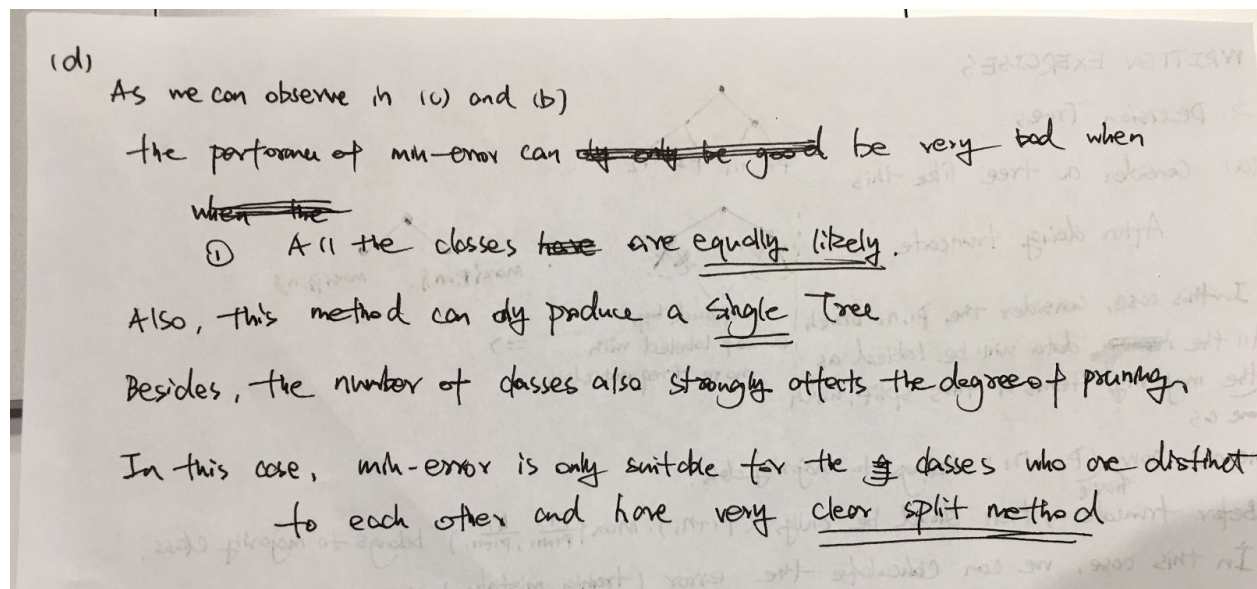 (d)
As we can observe in (c) and (b)
the performance of min-error can be very bad when
① All the classes are equally likely.
Also, this method can only produce a single Tree
Besides, the number of classes also strongly affects the degree of pruning,
In this case, min-error is only suitable for the classes who are distinct
to each other and have very clear split method